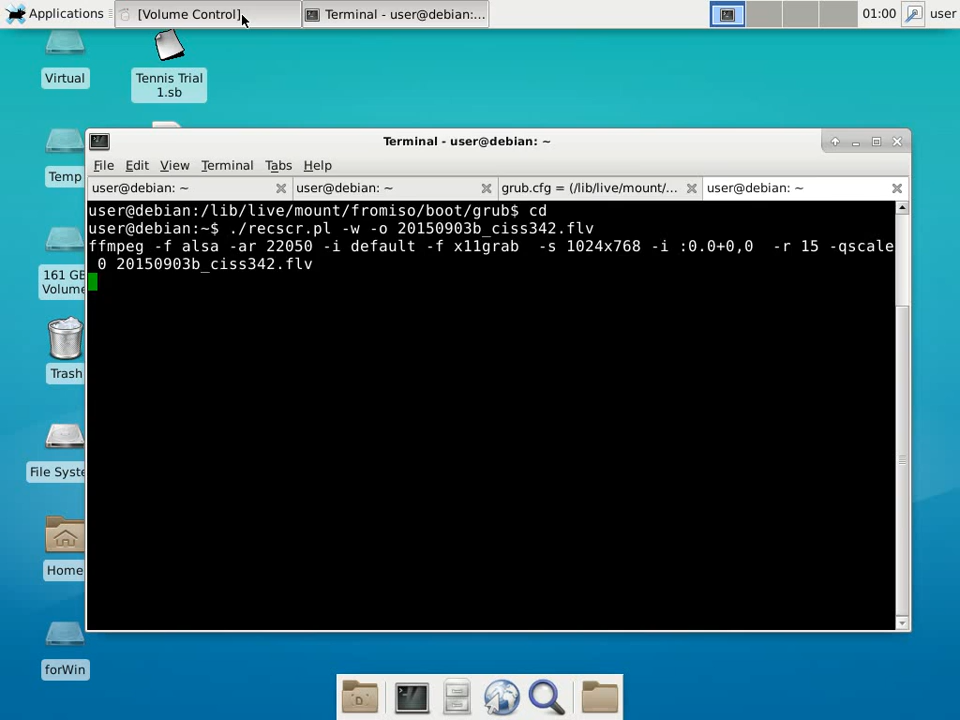 Applications
[Volume Control]
Terminal - user@debian:...
01:00
user
Virtual
Tennis Trial
1.sb
Temp
161 GB
Volume
Trash
File Syste
Home
forWin
Terminal - user@debian: ~
File Edit View Terminal Tabs Help
user@debian: ~
user@debian: ~
grub.cfg = (/lib/live/mount/...
user@debian: ~
user@debian:/lib/live/mount/fromiso/boot/grub$ cd
user@debian:~$ ./recscr.pl -w -o 20150903b_ciss342.flv
ffmpeg -f alsa -ar 22050 -i default -f x11grab  -s 1024x768 -i :0.0+0,0  -r 15 -qscale
 0 20150903b_ciss342.flv
D